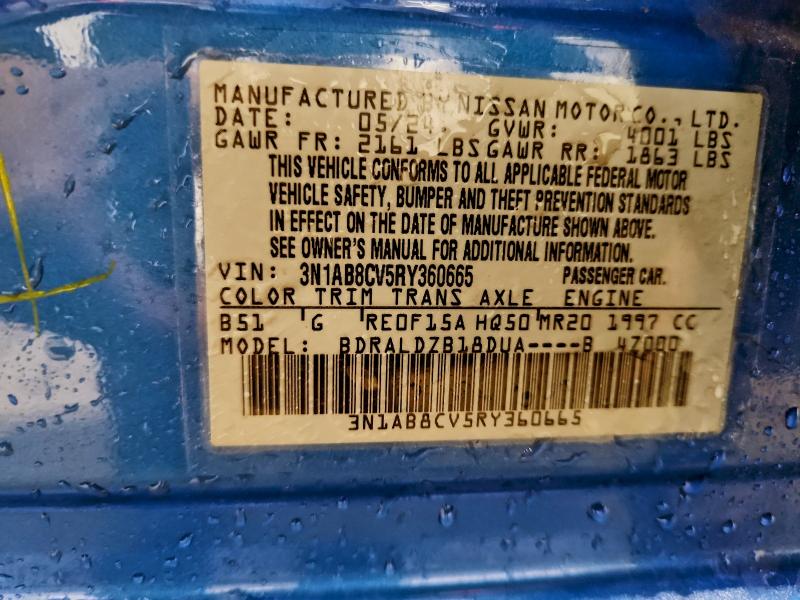 MANUFACTURED BY NISSAN MOTOR CO., LTD.
DATE: 05/24 GVWR: 4001 LBS
GAWR FR: 2161 LBS GAWR RR: 1863 LBS
THIS VEHICLE CONFORMS TO ALL APPLICABLE FEDERAL MOTOR
VEHICLE SAFETY, BUMPER AND THEFT PREVENTION STANDARDS
IN EFFECT ON THE DATE OF MANUFACTURE SHOWN ABOVE.
SEE OWNER'S MANUAL FOR ADDITIONAL INFORMATION.
VIN: 3N1AB8CV5RY360665 PASSENGER CAR.
COLOR TRIM TRANS AXLE ENGINE
B51 G RE0F15A HQ50 MR20 1997 CC
MODEL: BDRALDZB18DUA----B 4Z000
3N1AB8CV5RY360665